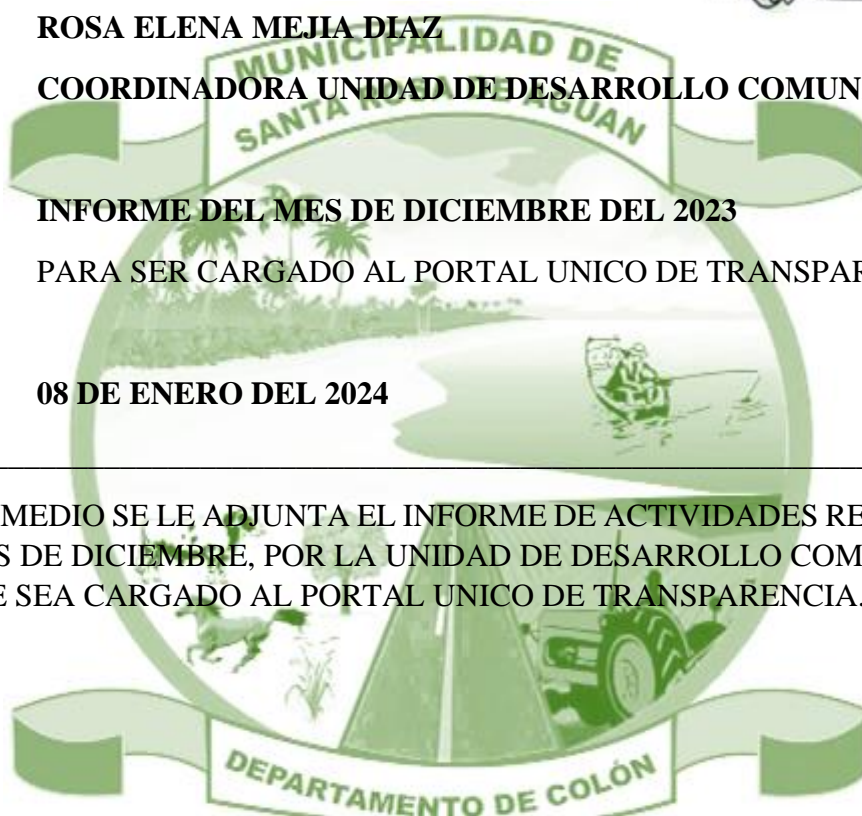 ROSA ELENA MEJIA DIAZ
MUNICIPALIDAD DE
COORDINADORA UNIDAD DE DESARROLLO COMUN
SANTA ROSA DE AGUAN
INFORME DEL MES DE DICIEMBRE DEL 2023
PARA SER CARGADO AL PORTAL UNICO DE TRANSPAR
08 DE ENERO DEL 2024
MEDIO SE LE ADJUNTA EL INFORME DE ACTIVIDADES RE
S DE DICIEMBRE, POR LA UNIDAD DE DESARROLLO COM
E SEA CARGADO AL PORTAL UNICO DE TRANSPARENCIA.
DEPARTAMENTO DE COLÓN